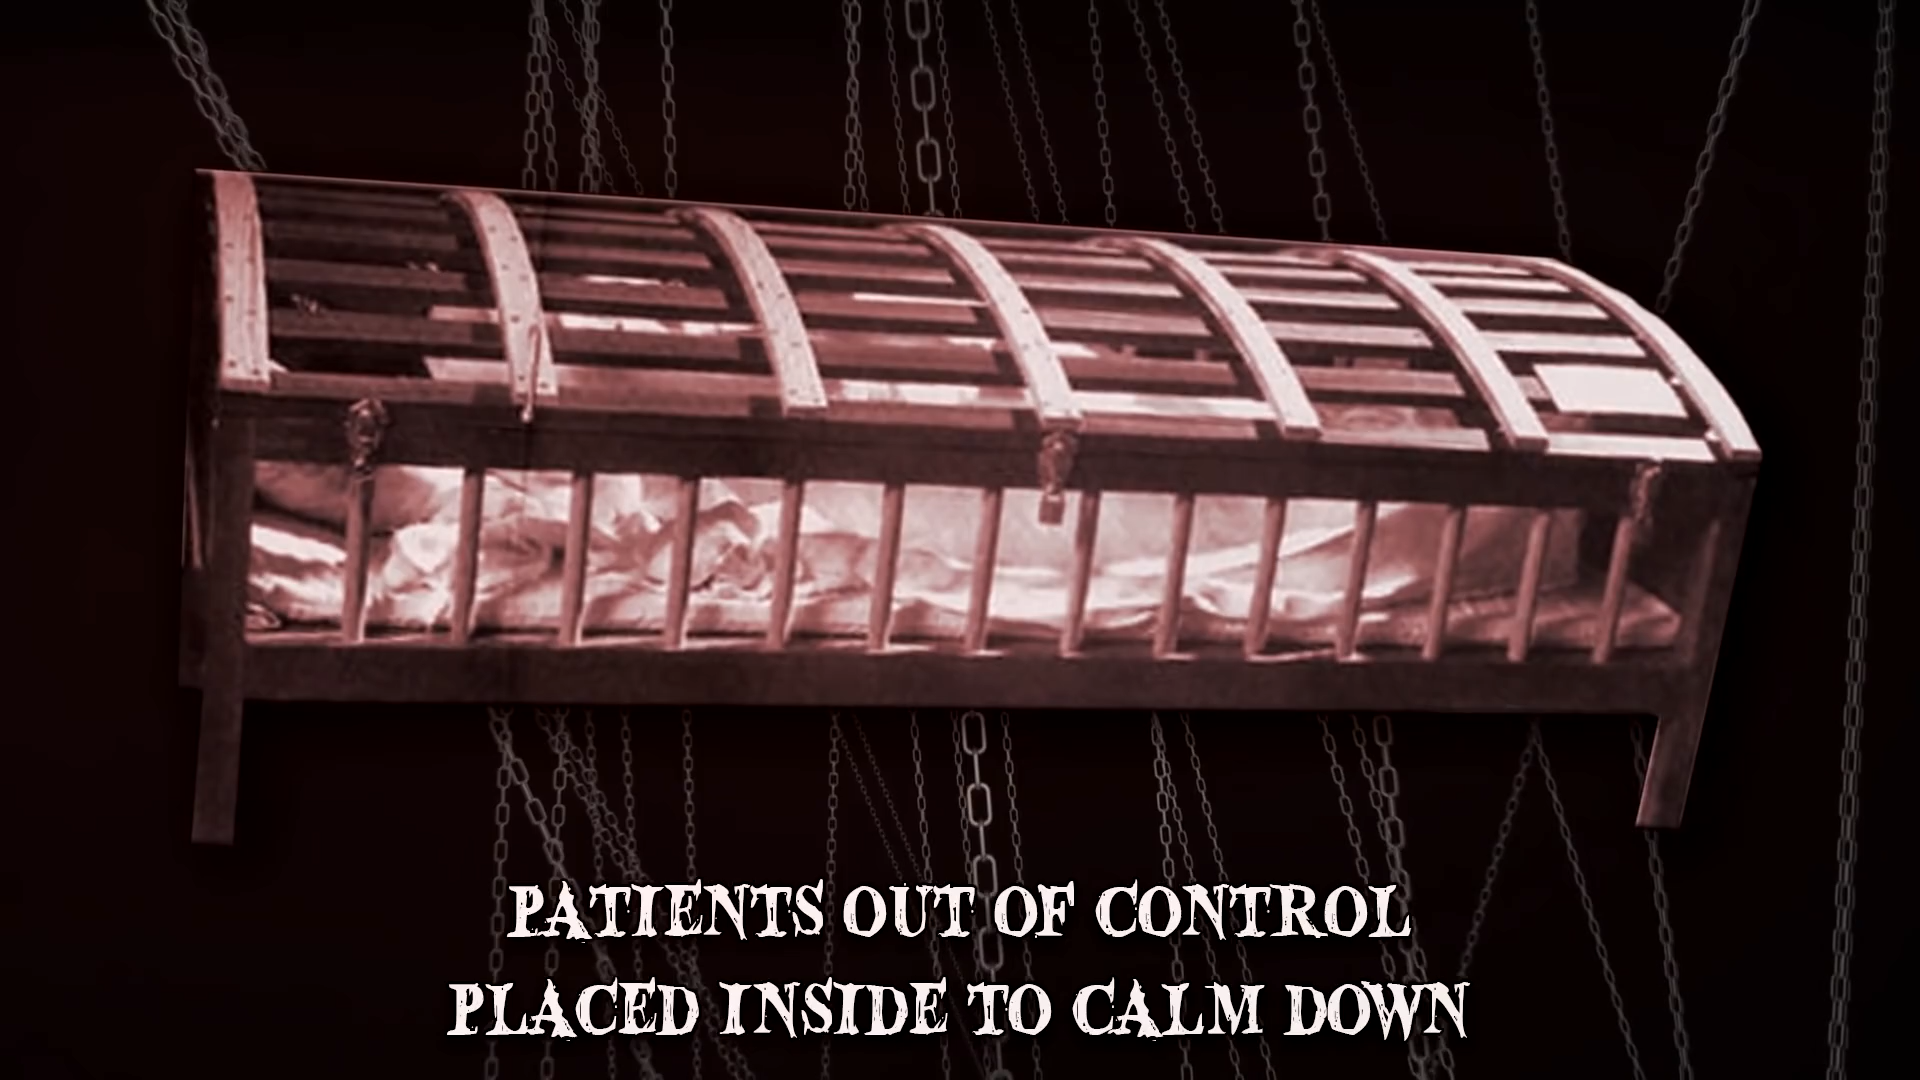 PATIENTS OUT OF CONTROL
PLACED INSIDE TO CALM DOWN